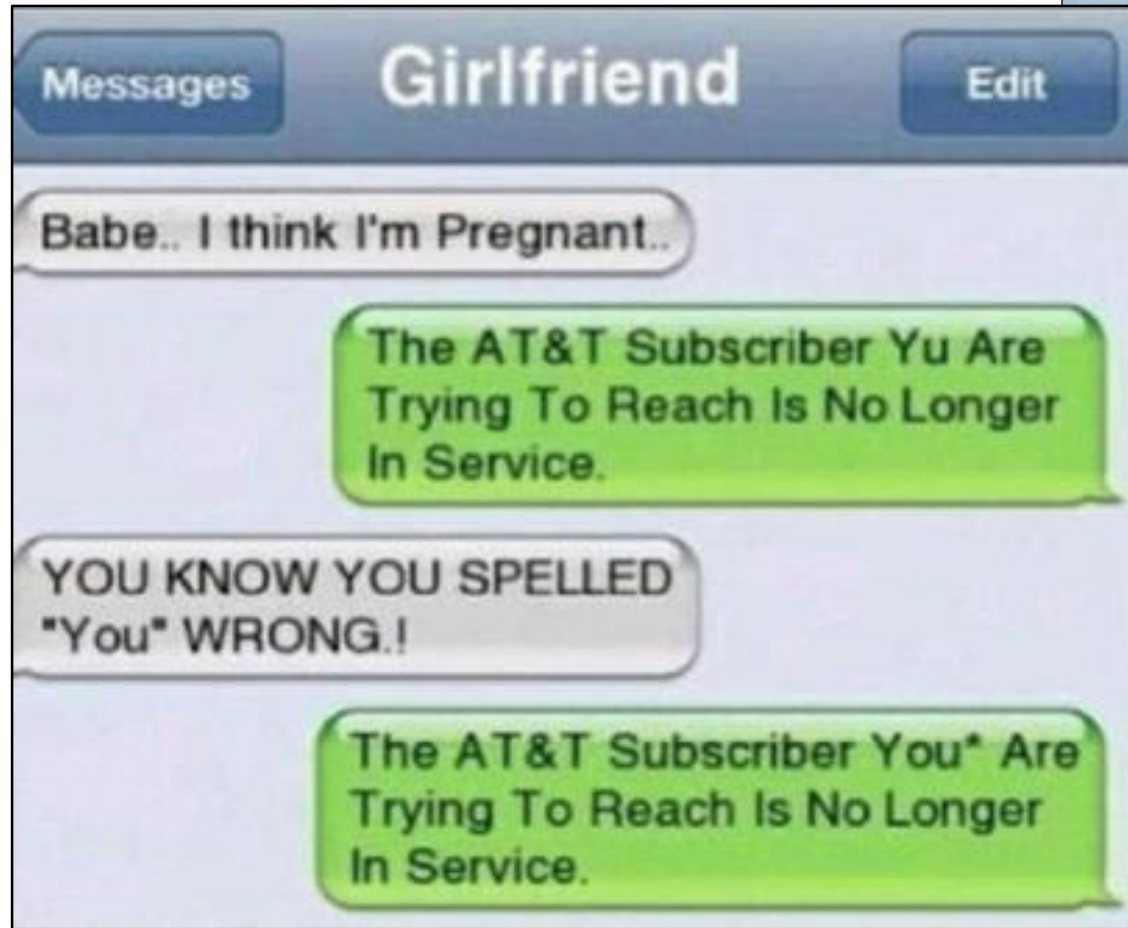 Messages
Girlfriend
Edit
Babe.. I think I'm Pregnant..
The AT&T Subscriber Yu Are
Trying To Reach Is No Longer
In Service.
YOU KNOW YOU SPELLED
"You" WRONG.!
The AT&T Subscriber You* Are
Trying To Reach Is No Longer
In Service.